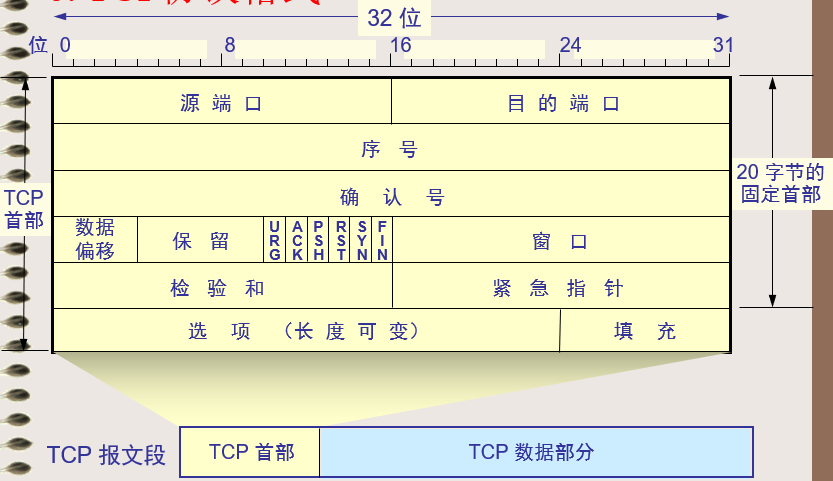 32 位
位 0 8 16 24 31
源 端 口 目 的 端 口
序 号
确 认 号
TCP
首部
20 字节的
固定首部
数据
偏移
保 留
URG
ACK
PSH
RST
SYN
FIN
窗 口
检 验 和 紧 急 指 针
选 项 （长 度 可 变） 填 充
TCP 报文段
TCP 首部
TCP 数据部分